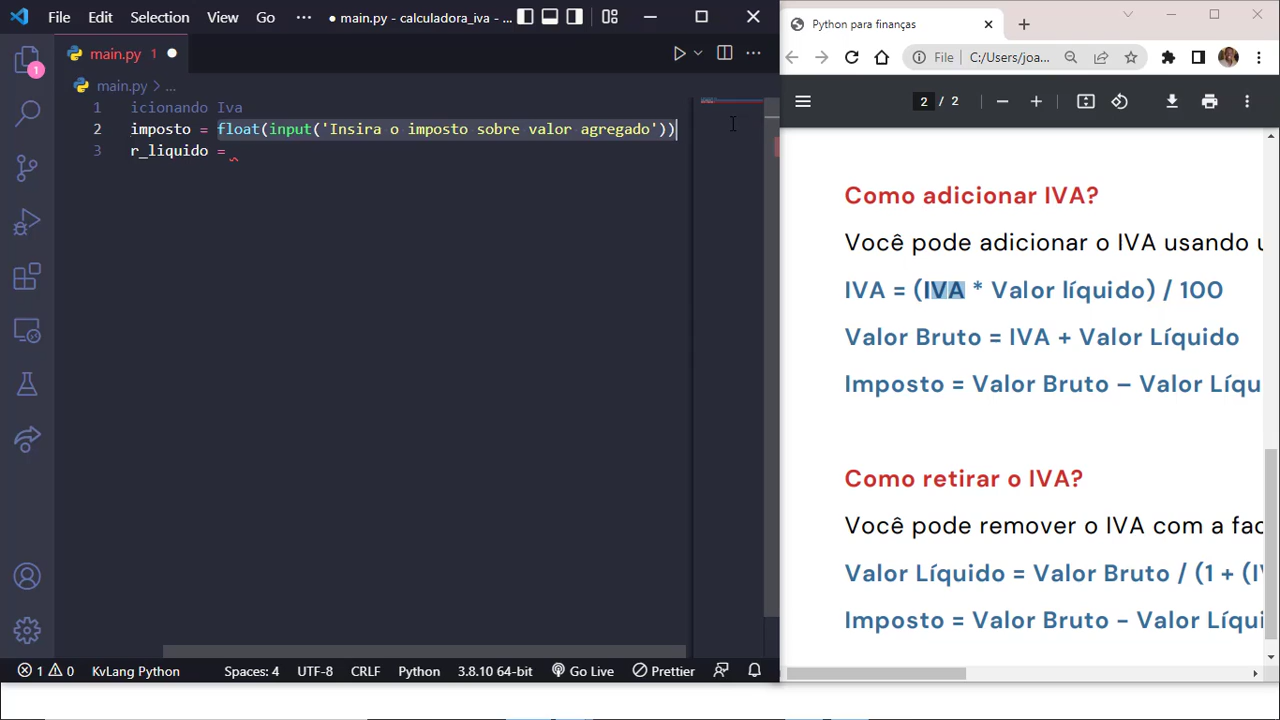 File Edit Selection View Go ··· ● main.py - calculadora_iva - ...
main.py 1 ●
main.py > ...
1 icionando Iva
2 imposto = float(input('Insira o imposto sobre valor agregado'))
3 r_liquido =
1
1 0 KyLang Python Spaces: 4 UTF-8 CRLF Python 3.8.10 64-bit Go Live Prettier
Python para finanças
File C:/Users/joa...
2 / 2
Como adicionar IVA?
Você pode adicionar o IVA usando u
IVA = (IVA * Valor líquido) / 100
Valor Bruto = IVA + Valor Líquido
Imposto = Valor Bruto – Valor Líqu
Como retirar o IVA?
Você pode remover o IVA com a fac
Valor Líquido = Valor Bruto / (1 + (IV
Imposto = Valor Bruto - Valor Líqui